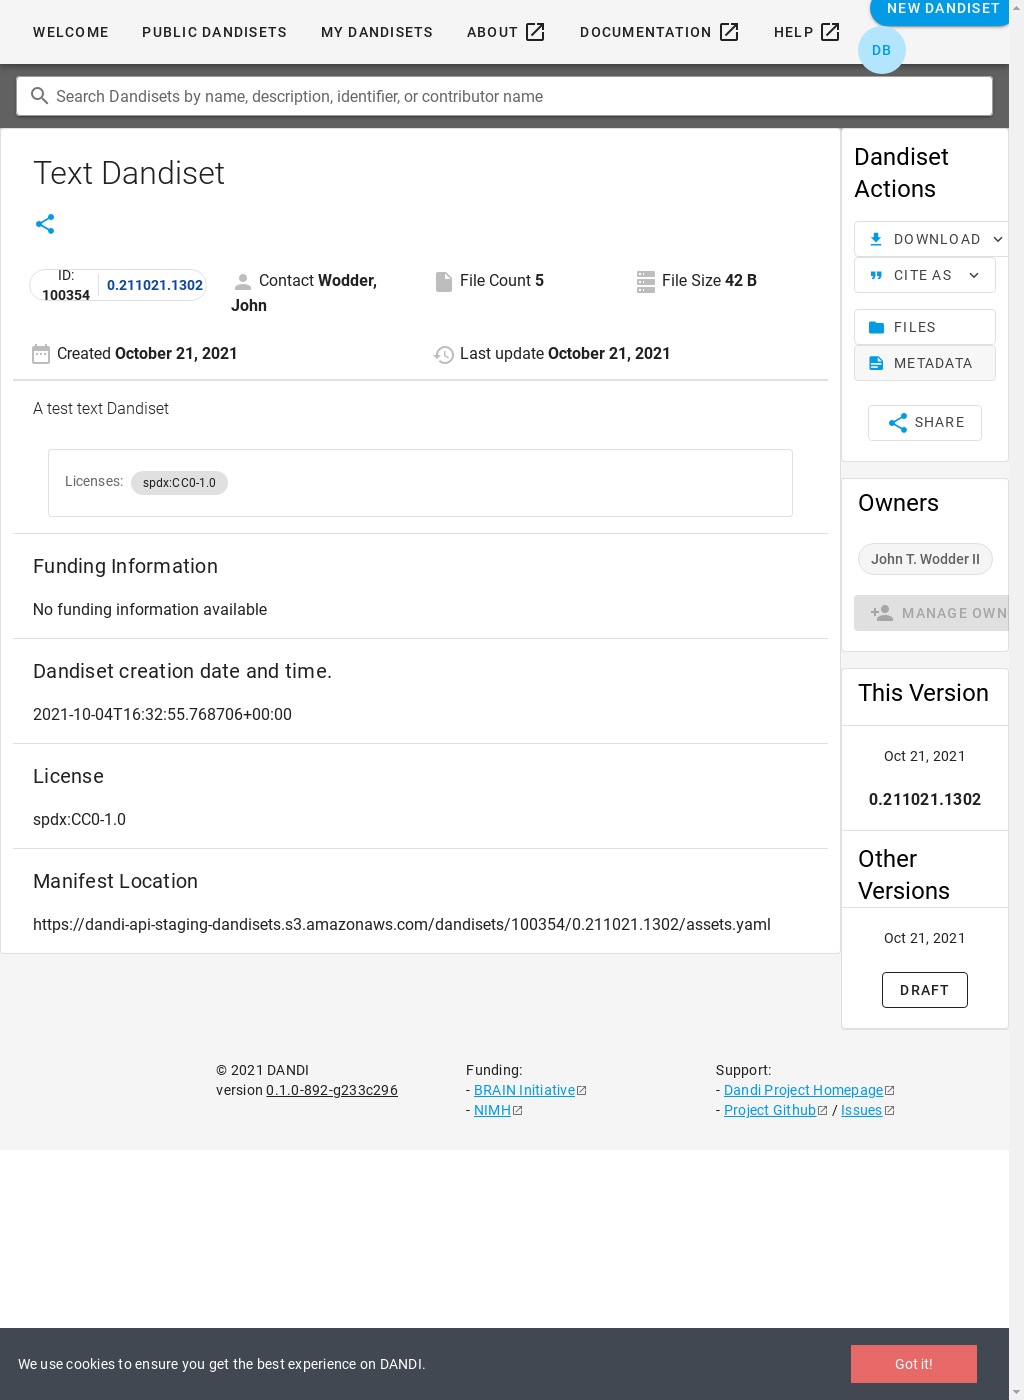 WELCOME PUBLIC DANDISETS MY DANDISETS ABOUT DOCUMENTATION HELP NEW DANDISET
DB
Search Dandisets by name, description, identifier, or contributor name
Text Dandiset
ID:
100354 0.211021.1302
Contact Wodder,
John
File Count 5
File Size 42 B
Created October 21, 2021
Last update October 21, 2021
A test text Dandiset
Licenses: spdx:CC0-1.0
Funding Information
No funding information available
Dandiset creation date and time.
2021-10-04T16:32:55.768706+00:00
License
spdx:CC0-1.0
Manifest Location
https://dandi-api-staging-dandisets.s3.amazonaws.com/dandisets/100354/0.211021.1302/assets.yaml
Dandiset
Actions
DOWNLOAD
CITE AS
FILES
METADATA
SHARE
Owners
John T. Wodder II
MANAGE OWN
This Version
Oct 21, 2021
0.211021.1302
Other
Versions
Oct 21, 2021
DRAFT
© 2021 DANDI
version 0.1.0-892-g233c296
Funding:
- BRAIN Initiative
- NIMH
Support:
- Dandi Project Homepage
- Project Github / Issues
We use cookies to ensure you get the best experience on DANDI.
Got it!